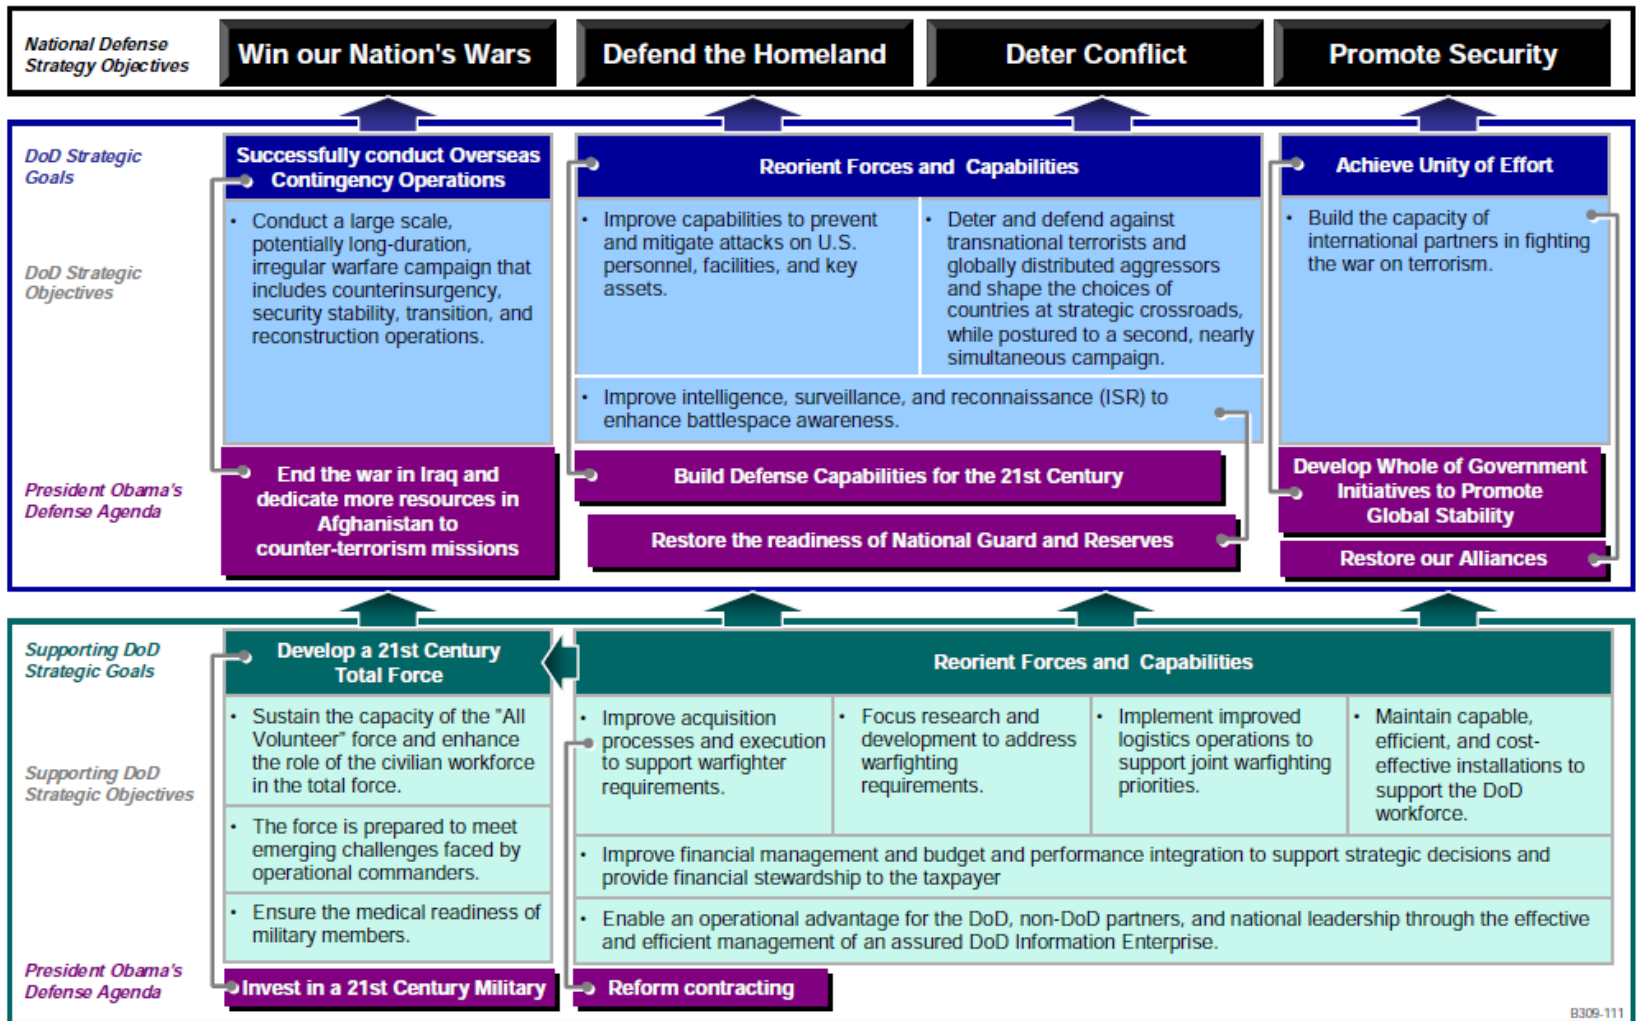 National Defense
Strategy Objectives
Win our Nation's Wars
Defend the Homeland
Deter Conflict
Promote Security
DoD Strategic
Goals
Successfully conduct Overseas
Contingency Operations
Reorient Forces and Capabilities
Achieve Unity of Effort
DoD Strategic
Objectives
• Conduct a large scale,
potentially long-duration,
irregular warfare campaign that
includes counterinsurgency,
security stability, transition, and
reconstruction operations.
• Improve capabilities to prevent
and mitigate attacks on U.S.
personnel, facilities, and key
assets.
• Deter and defend against
transnational terrorists and
globally distributed aggressors
and shape the choices of
countries at strategic crossroads,
while postured to a second, nearly
simultaneous campaign.
• Improve intelligence, surveillance, and reconnaissance (ISR) to
enhance battlespace awareness.
• Build the capacity of
international partners in fighting
the war on terrorism.
President Obama's
Defense Agenda
End the war in Iraq and
dedicate more resources in
Afghanistan to
counter-terrorism missions
Build Defense Capabilities for the 21st Century
Restore the readiness of National Guard and Reserves
Develop Whole of Government
Initiatives to Promote
Global Stability
Restore our Alliances
Supporting DoD
Strategic Goals
Develop a 21st Century
Total Force
Reorient Forces and Capabilities
Supporting DoD
Strategic Objectives
• Sustain the capacity of the "All
Volunteer" force and enhance
the role of the civilian workforce
in the total force.
• The force is prepared to meet
emerging challenges faced by
operational commanders.
• Ensure the medical readiness of
military members.
• Improve acquisition
processes and execution
to support warfighter
requirements.
• Focus research and
development to address
warfighting
requirements.
• Implement improved
logistics operations to
support joint warfighting
priorities.
• Maintain capable,
efficient, and cost-
effective installations to
support the DoD
workforce.
• Improve financial management and budget and performance integration to support strategic decisions and
provide financial stewardship to the taxpayer
• Enable an operational advantage for the DoD, non-DoD partners, and national leadership through the effective
and efficient management of an assured DoD Information Enterprise.
President Obama's
Defense Agenda
Invest in a 21st Century Military
Reform contracting
B309-111